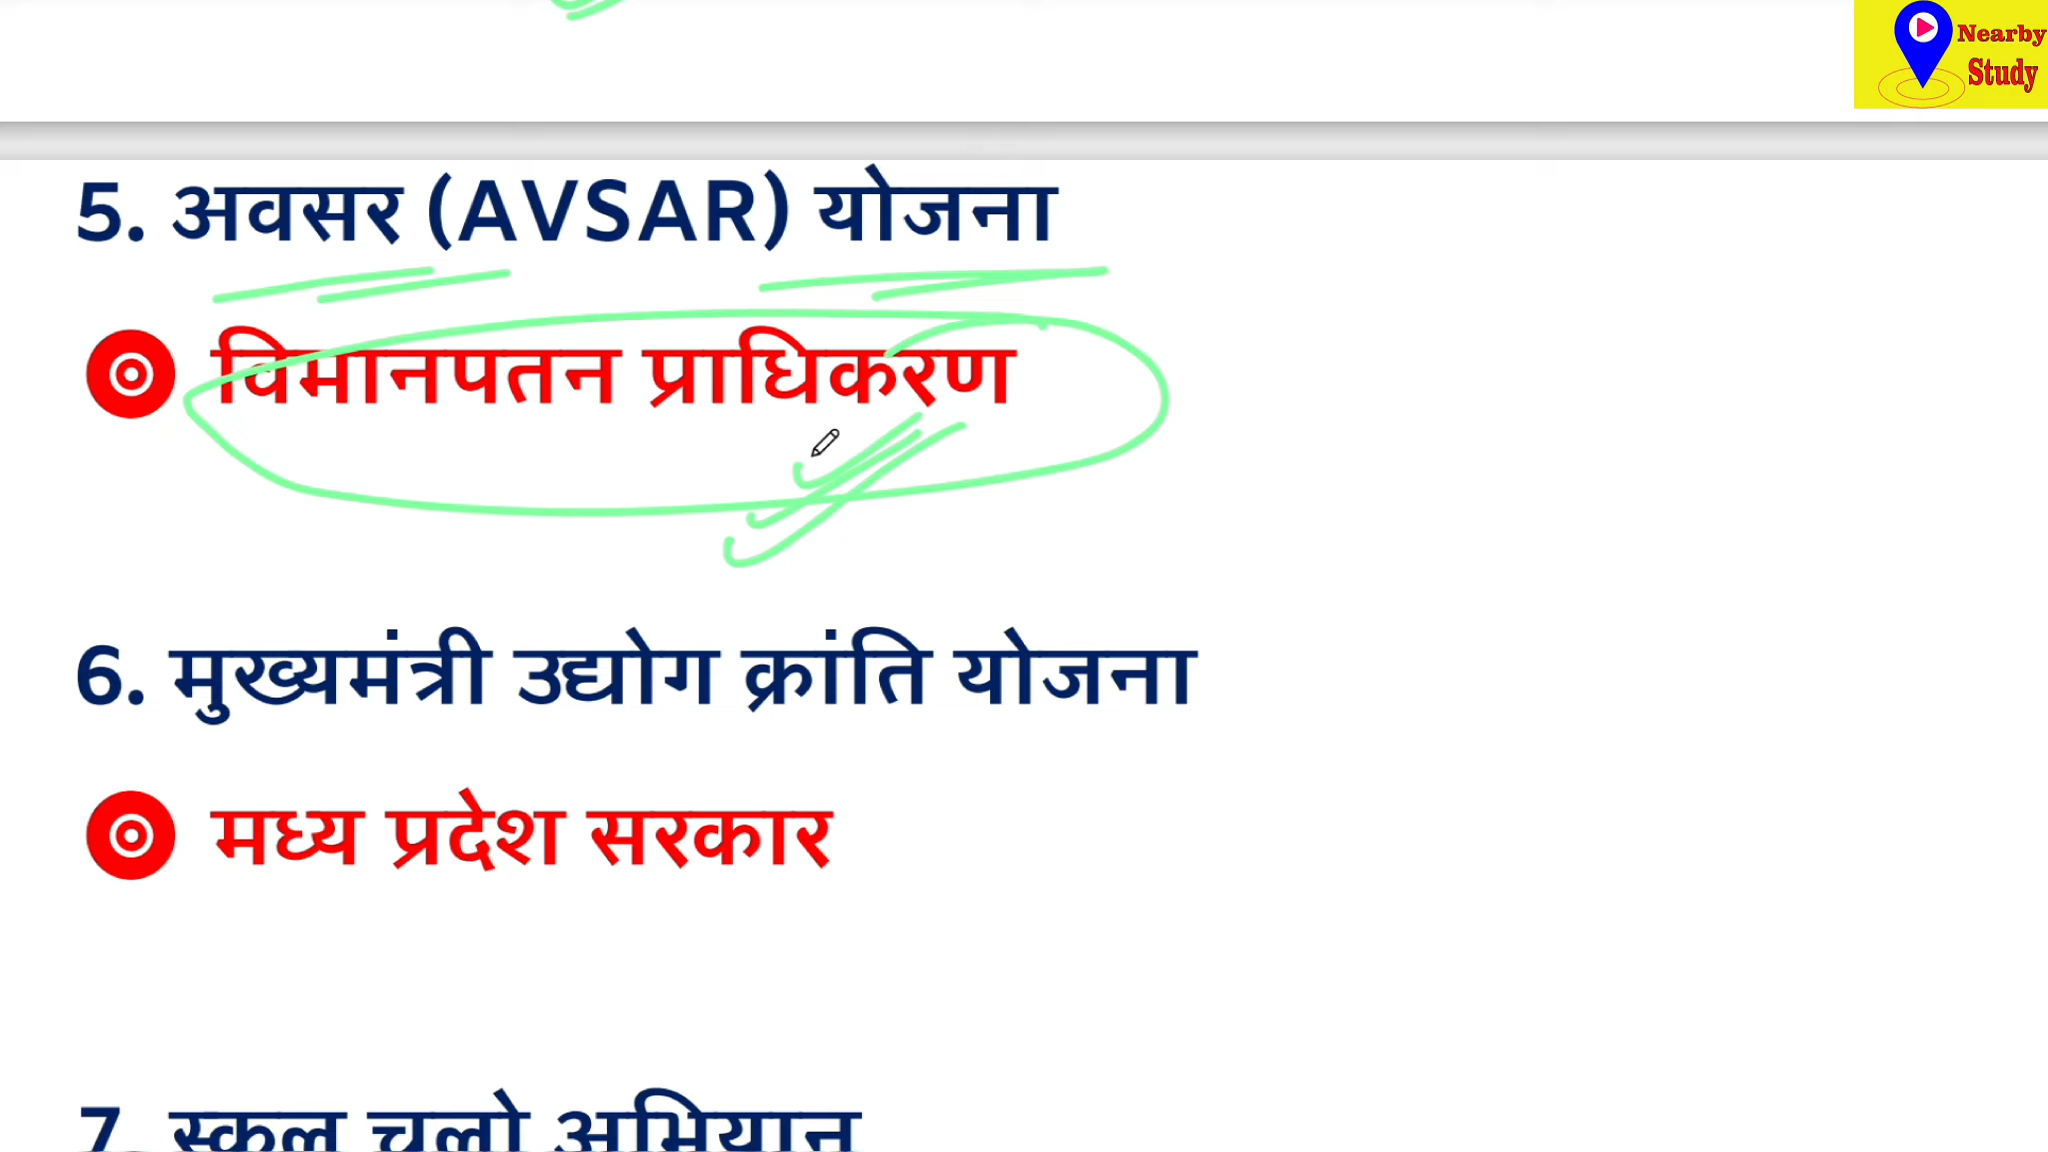 Nearby
Study
5. अवसर (AVSAR) योजना
विमानपतन प्राधिकरण
6. मुख्यमंत्री उद्योग क्रांति योजना
मध्य प्रदेश सरकार
7. स्कूल चलो अभियान